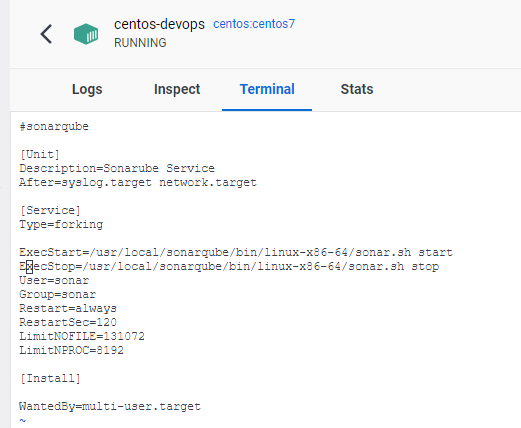 centos-devops centos:centos7
RUNNING
Logs Inspect Terminal Stats
#sonarqube
[Unit]
Description=Sonarube Service
After=syslog.target network.target
[Service]
Type=forking
ExecStart=/usr/local/sonarqube/bin/linux-x86-64/sonar.sh start
ExecStop=/usr/local/sonarqube/bin/linux-x86-64/sonar.sh stop
User=sonar
Group=sonar
Restart=always
RestartSec=120
LimitNOFILE=131072
LimitNPROC=8192
[Install]
WantedBy=multi-user.target
~